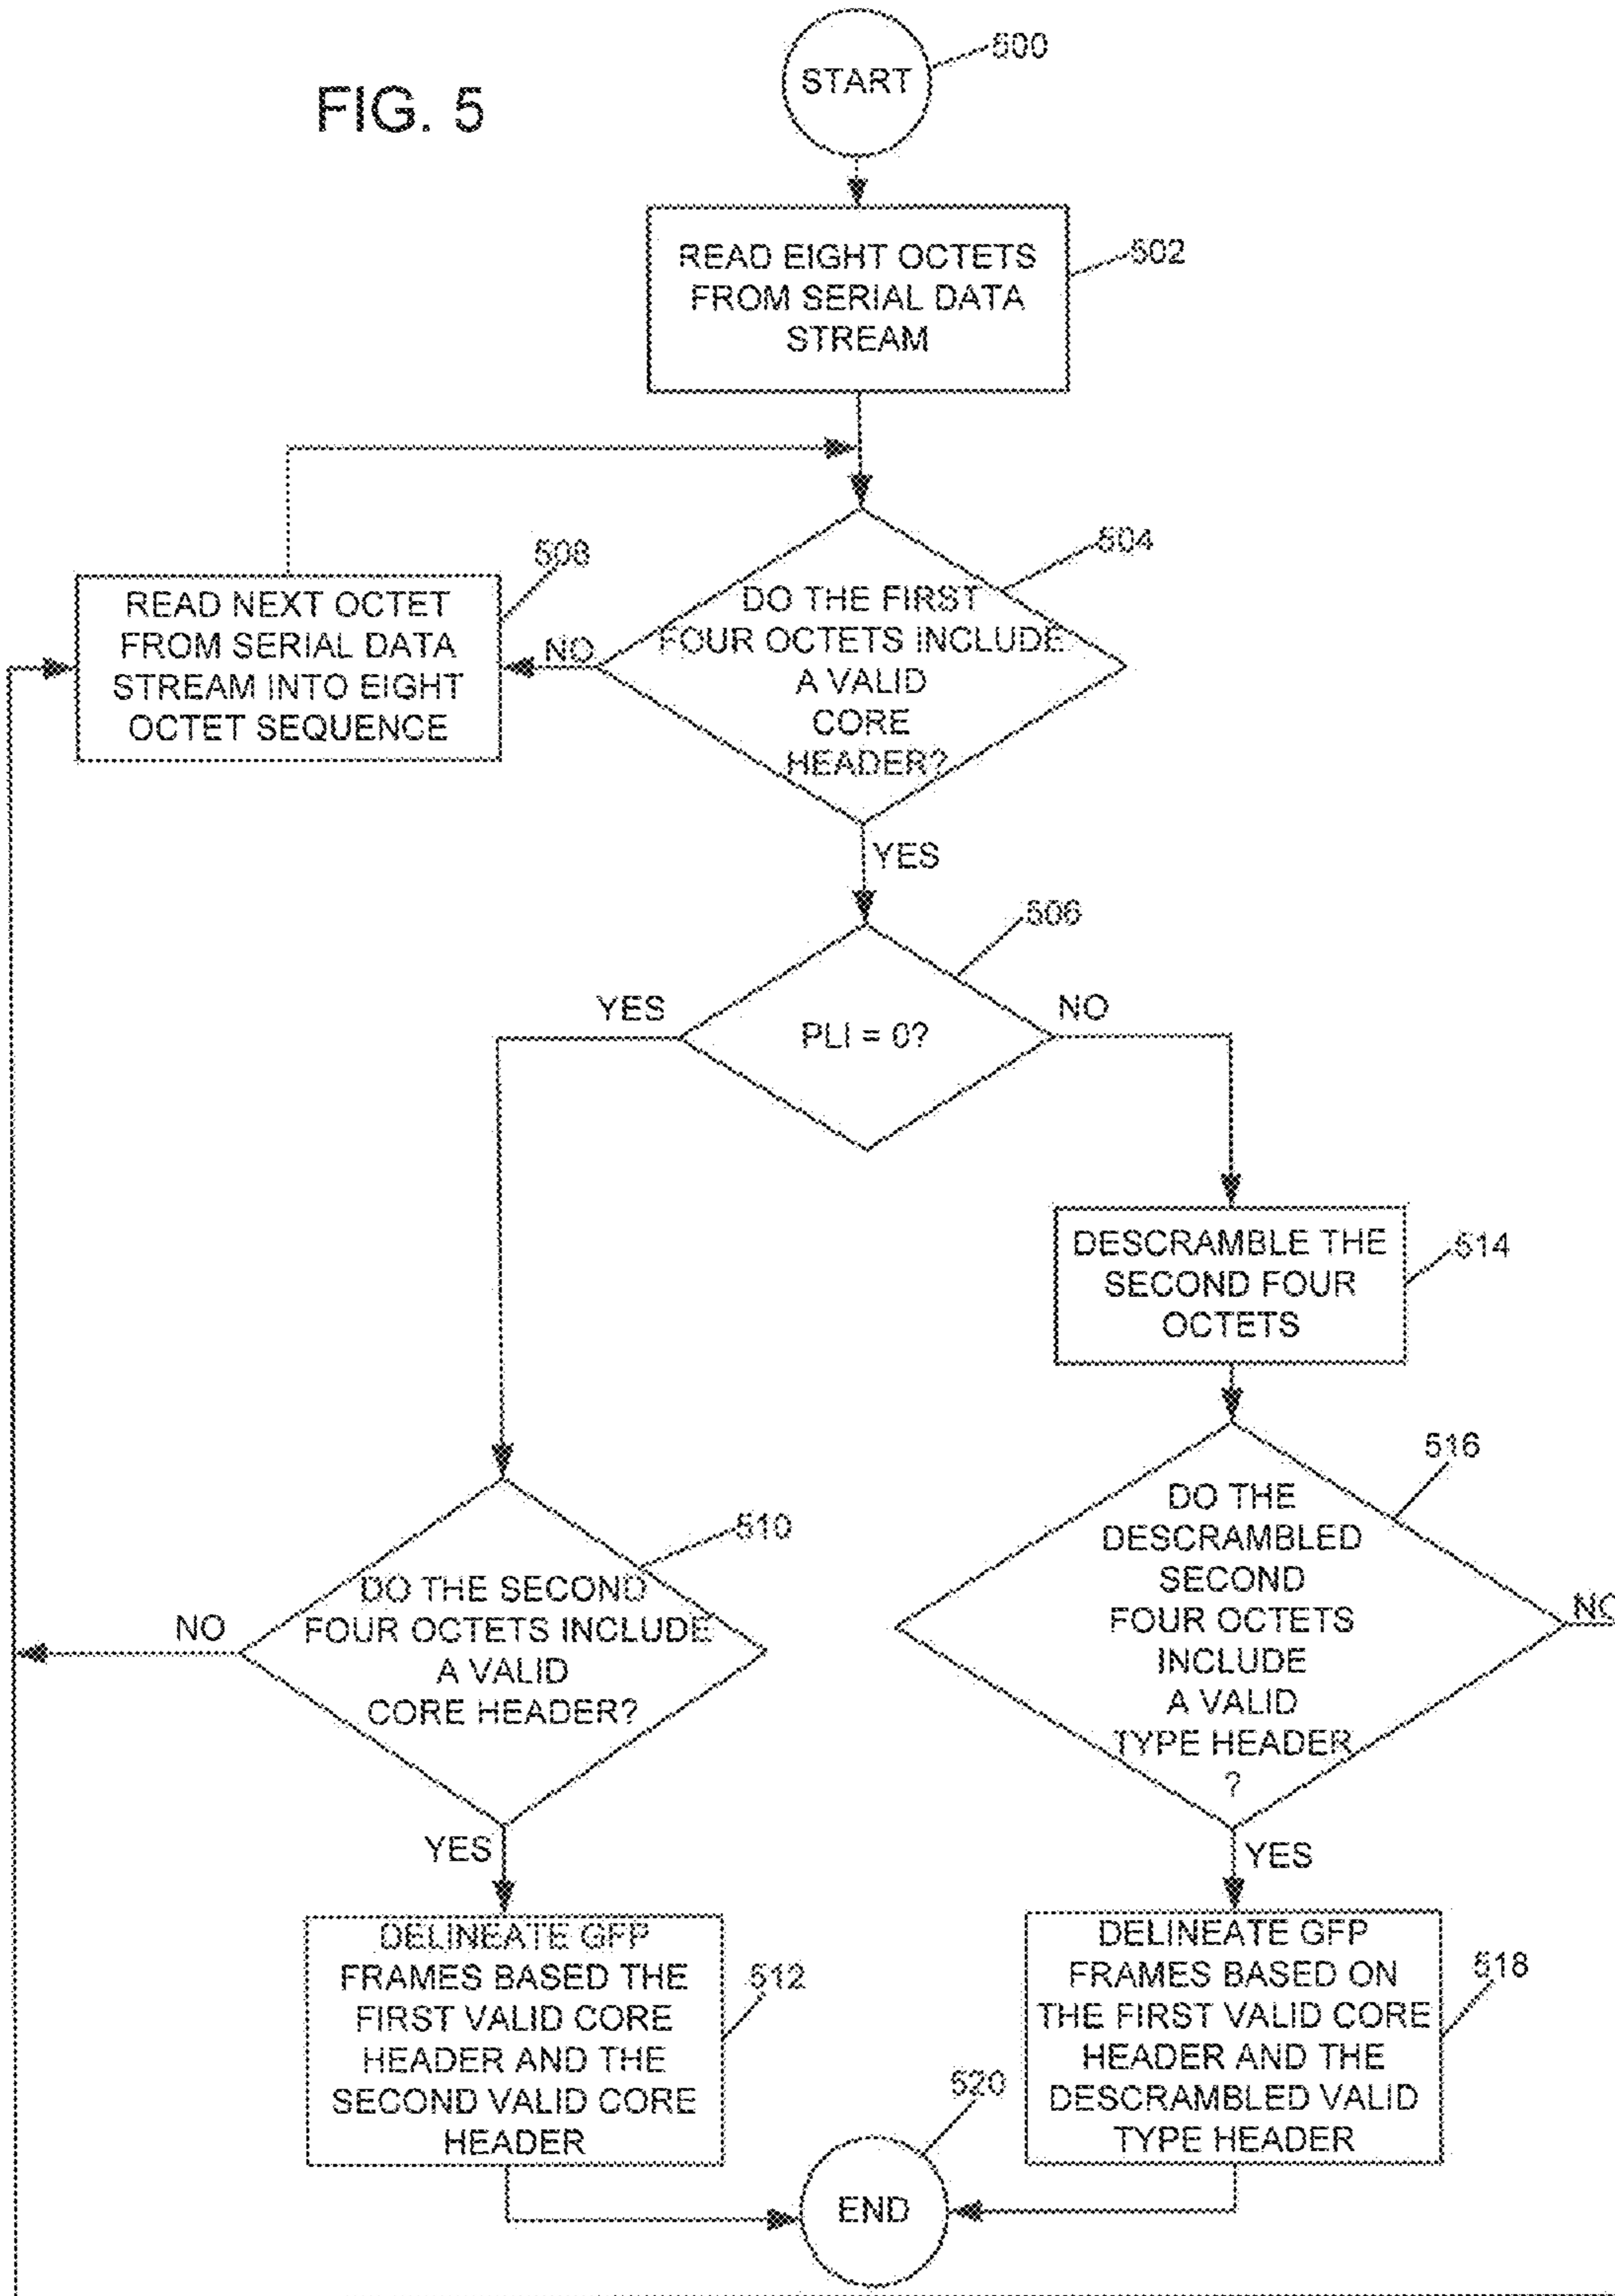 FIG. 5
START
500
READ EIGHT OCTETS
FROM SERIAL DATA
STREAM
502
DO THE FIRST
FOUR OCTETS INCLUDE
A VALID
CORE
HEADER?
504
NO
READ NEXT OCTET
FROM SERIAL DATA
STREAM INTO EIGHT
OCTET SEQUENCE
508
YES
PLI = 0?
506
YES
NO
DESCRAMBLE THE
SECOND FOUR
OCTETS
514
DO THE SECOND
FOUR OCTETS INCLUDE
A VALID
CORE HEADER?
510
NO
YES
DO THE
DESCRAMBLED
SECOND
FOUR OCTETS
INCLUDE
A VALID
TYPE HEADER
?
516
NO
YES
DELINEATE GFP
FRAMES BASED THE
FIRST VALID CORE
HEADER AND THE
SECOND VALID CORE
HEADER
512
DELINEATE GFP
FRAMES BASED ON
THE FIRST VALID CORE
HEADER AND THE
DESCRAMBLED VALID
TYPE HEADER
518
520
END